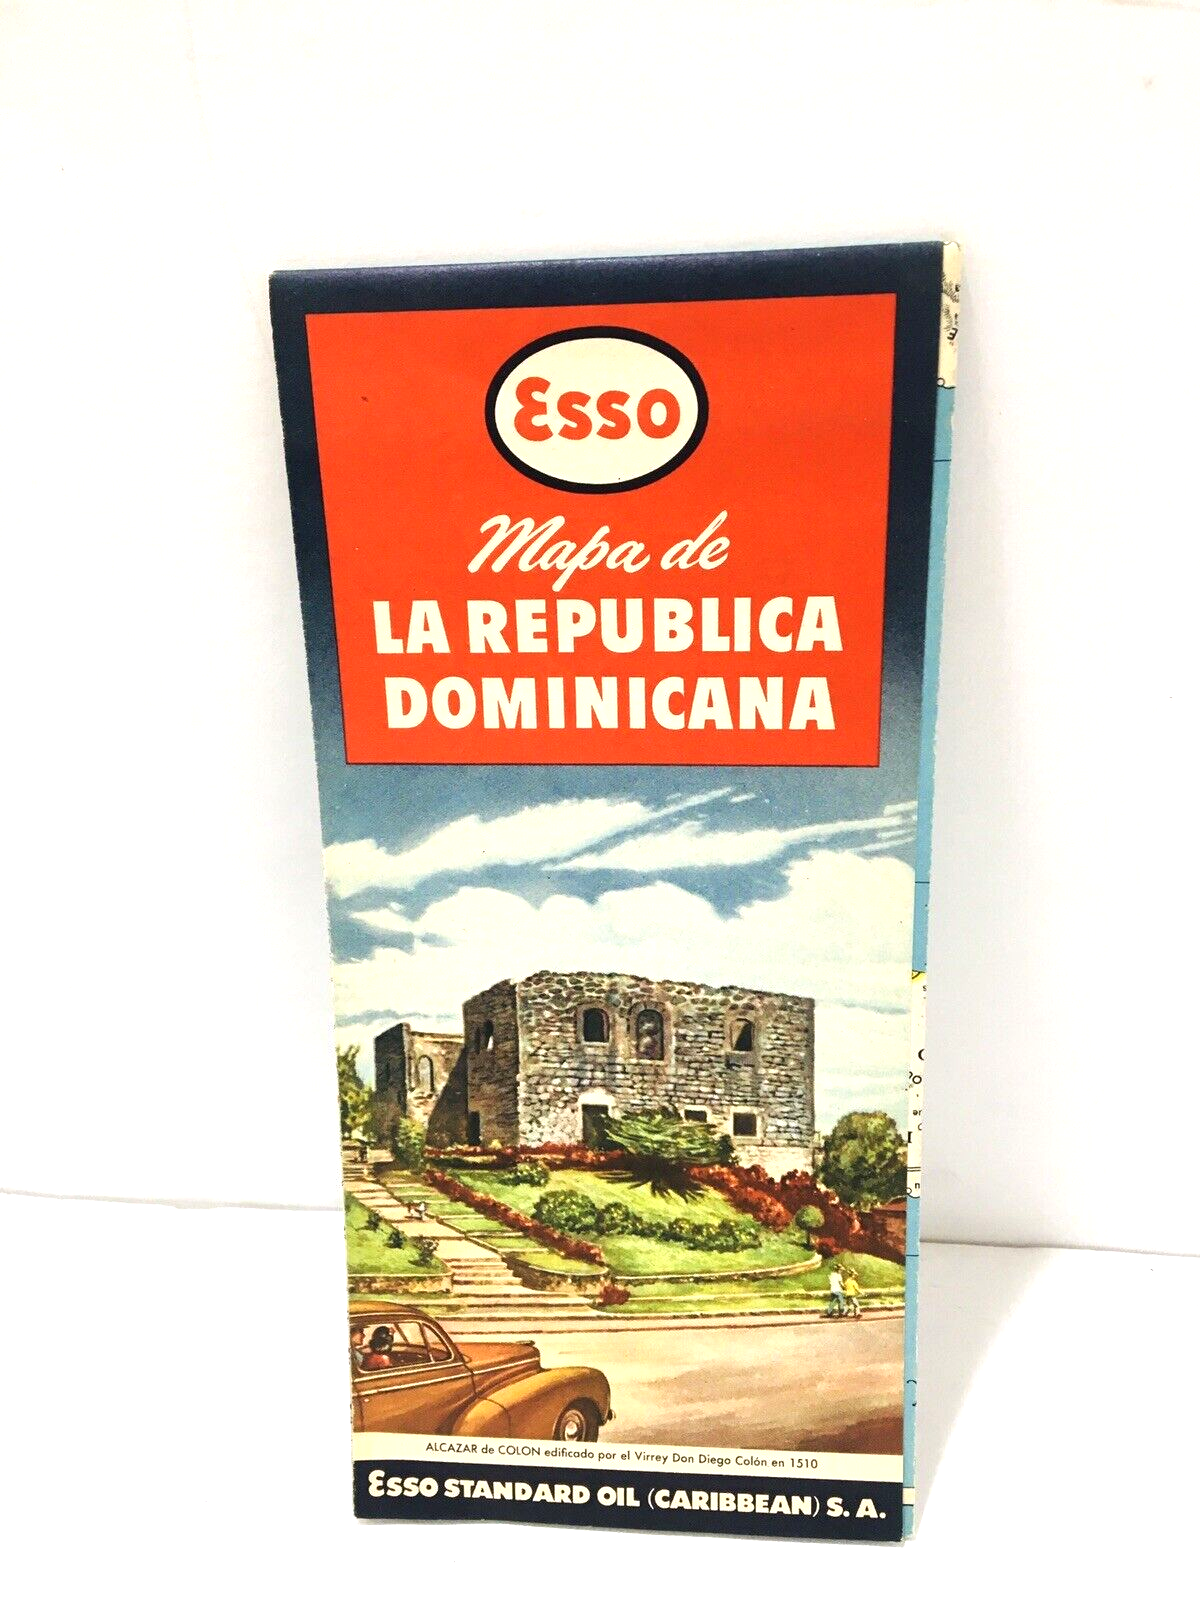 Esso
Mapa de
LA REPUBLICA
DOMINICANA
ALCAZAR de COLON edificado por el Virrey Don Diego Colón en 1510
Esso STANDARD OIL (CARIBBEAN) S. A.